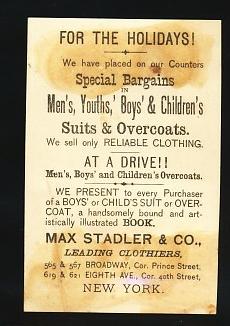 FOR THE HOLIDAYS!
We have placed on our Counters
Special Bargains
IN
Men's, Youths,' Boys' & Children's
Suits & Overcoats.
We sell only RELIABLE CLOTHING.
AT A DRIVE!!
Men's, Boys' and Children's Overcoats.
WE PRESENT to every Purchaser
of a BOYS' or CHILD'S SUIT or OVER-
COAT, a handsomely bound and art-
istically illustrated BOOK.
MAX STADLER & CO.,
LEADING CLOTHIERS,
565 & 567 BROADWAY, Cor. Prince Street,
619 & 621 EIGHTH AVE., Cor. 40th Street,
NEW YORK.